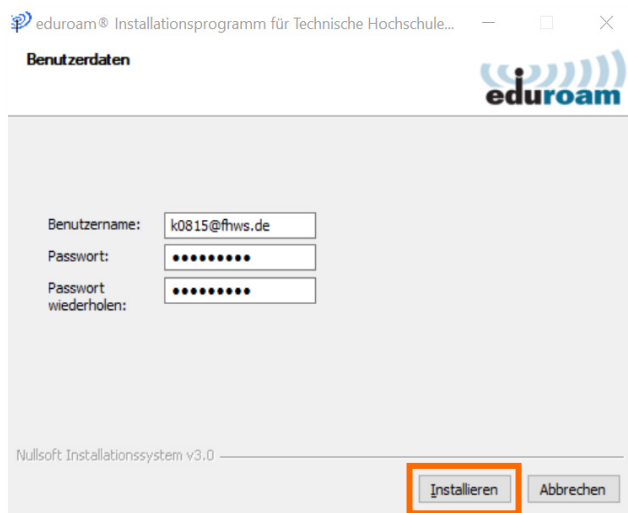 eduroam® Installationsprogramm für Technische Hochschule...
Benutzerdaten
eduroam
Benutzername:
k0815@fhws.de
Passwort:
●●●●●●●●●
Passwort
wiederholen:
●●●●●●●●●
Nullsoft Installationssystem v3.0
Installieren
Abbrechen